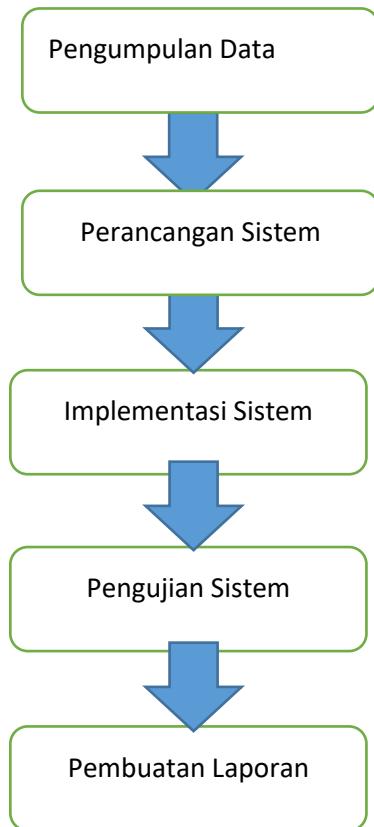 Pengumpulan Data
Perancangan Sistem
Implementasi Sistem
Pengujian Sistem
Pembuatan Laporan